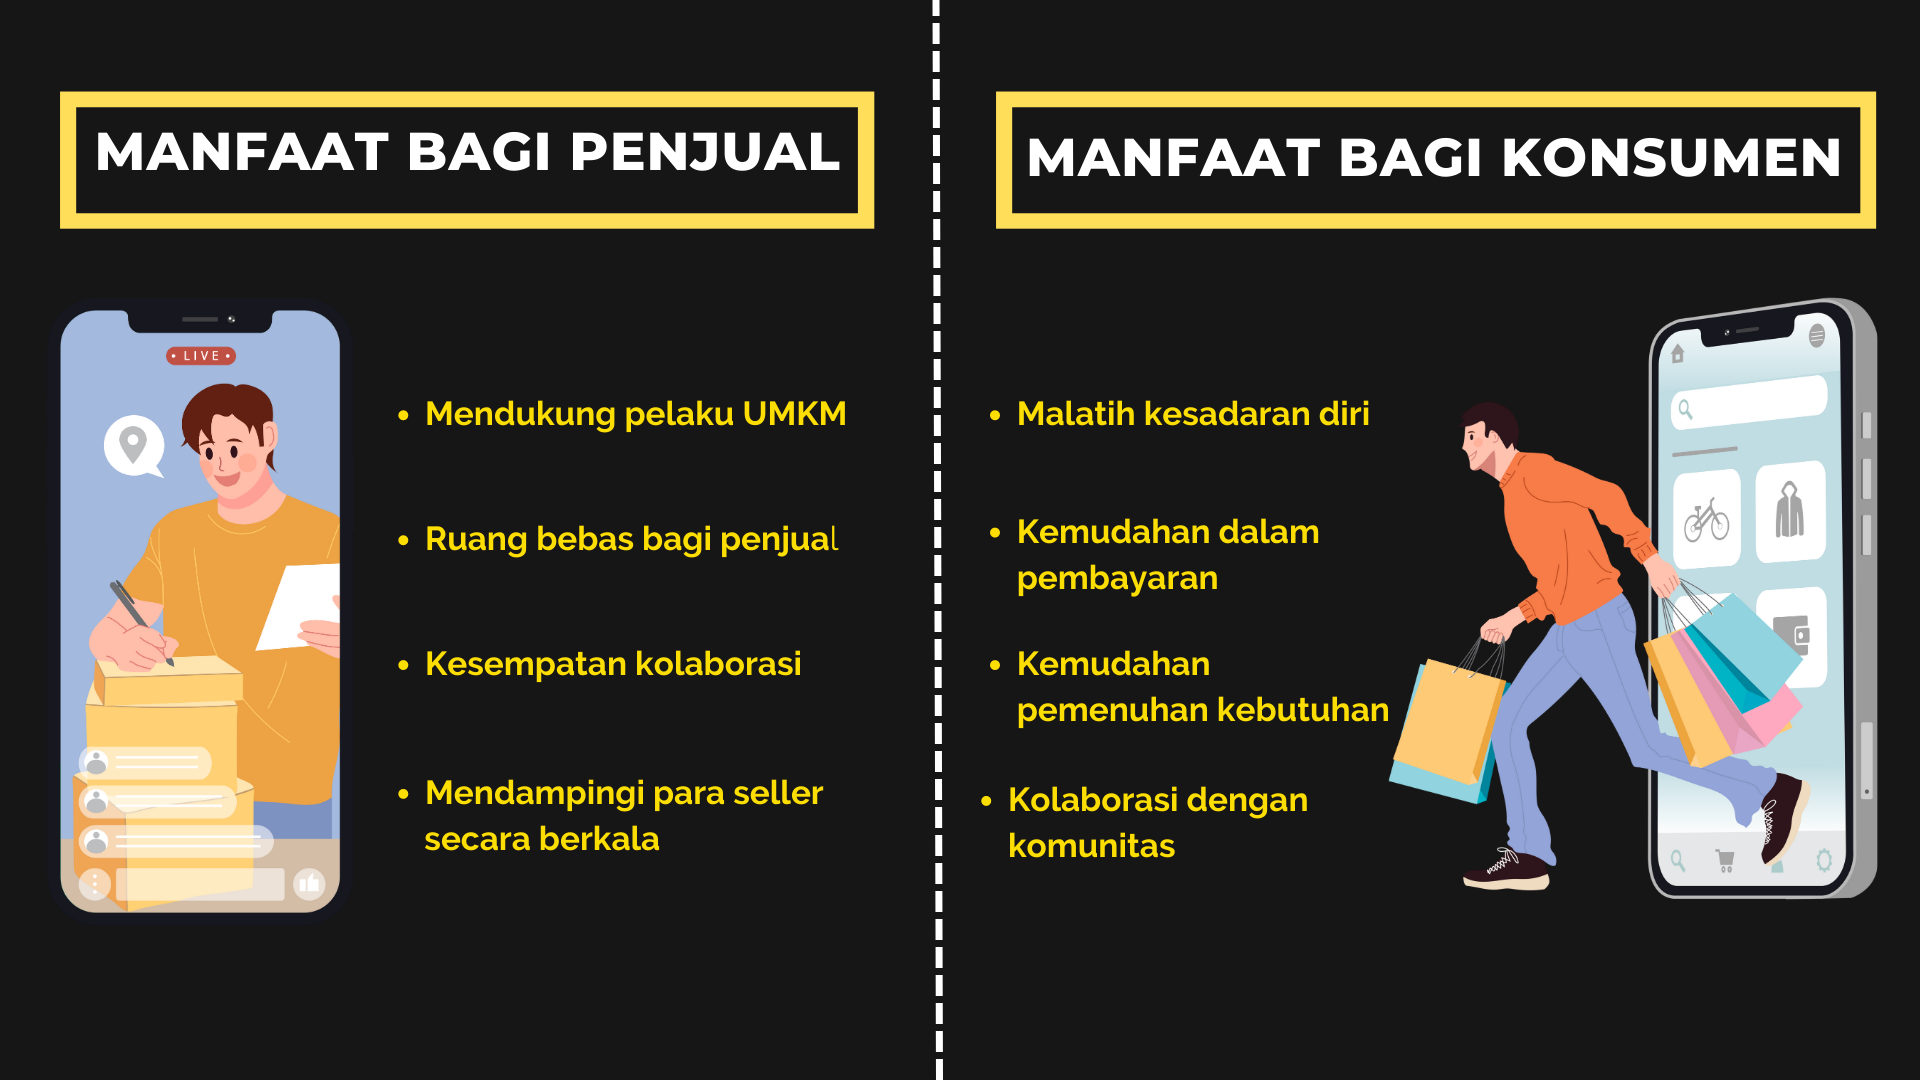 MANFAAT BAGI PENJUAL
LIVE
• Mendukung pelaku UMKM
• Ruang bebas bagi penjual
• Kesempatan kolaborasi
• Mendampingi para seller
secara berkala
MANFAAT BAGI KONSUMEN
• Malatih kesadaran diri
• Kemudahan dalam
pembayaran
• Kemudahan
pemenuhan kebutuhan
• Kolaborasi dengan
komunitas